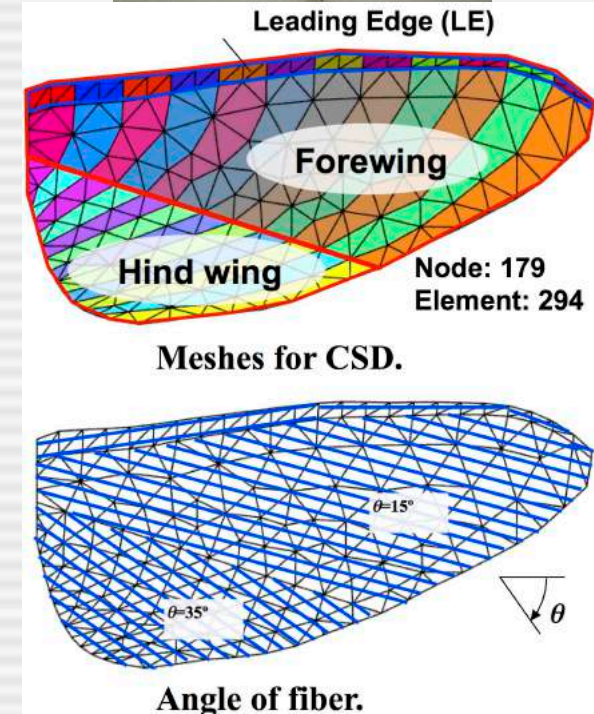 Leading Edge (LE)
Forewing
Hind wing
Node: 179
Element: 294
Meshes for CSD.
θ=15°
θ=35°
θ
Angle of fiber.